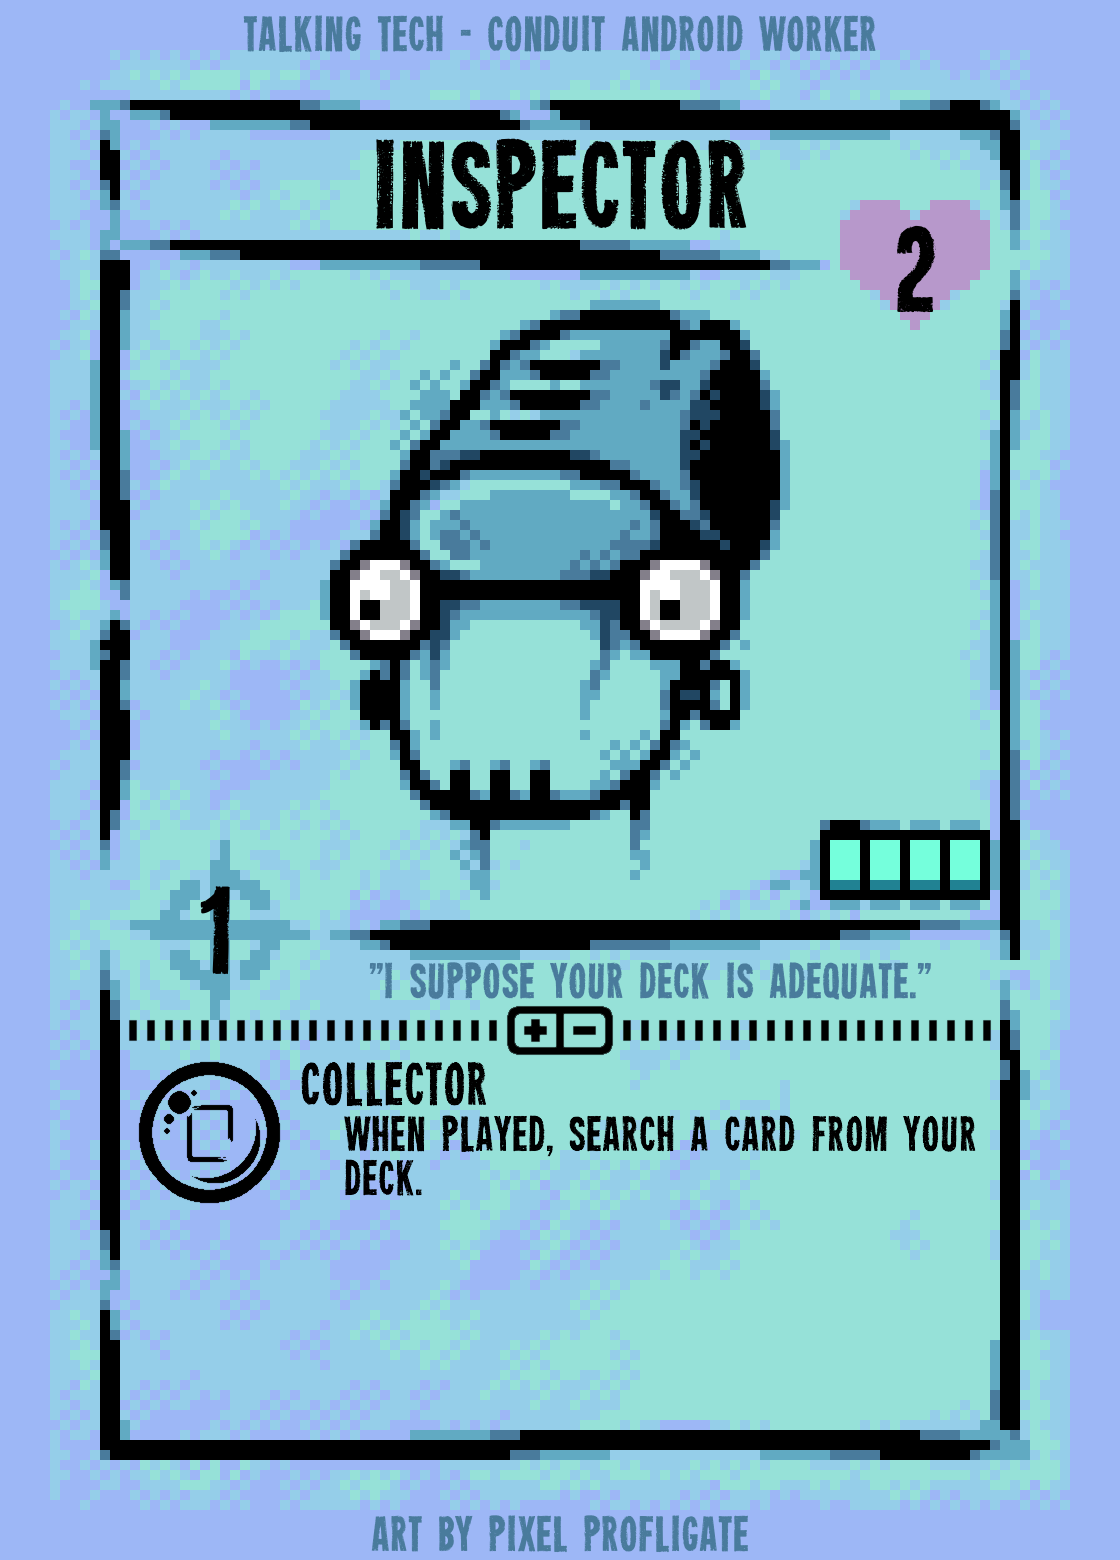 TALKING TECH - CONDUIT ANDROID WORKER
INSPECTOR
2
1
"I SUPPOSE YOUR DECK IS ADEQUATE."
COLLECTOR
WHEN PLAYED, SEARCH A CARD FROM YOUR
DECK.
ART BY PIXEL PROFLIGATE